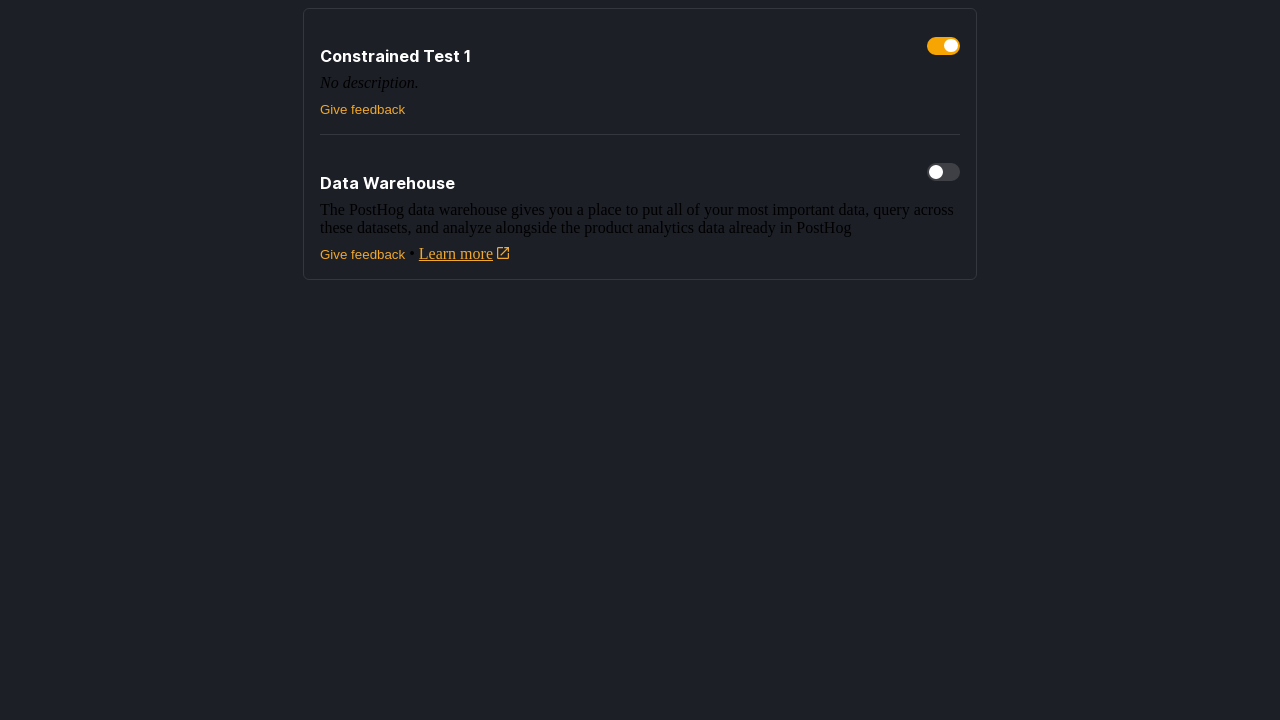 Constrained Test 1
No description.
Give feedback
Data Warehouse
The PostHog data warehouse gives you a place to put all of your most important data, query across
these datasets, and analyze alongside the product analytics data already in PostHog
Give feedback • Learn more